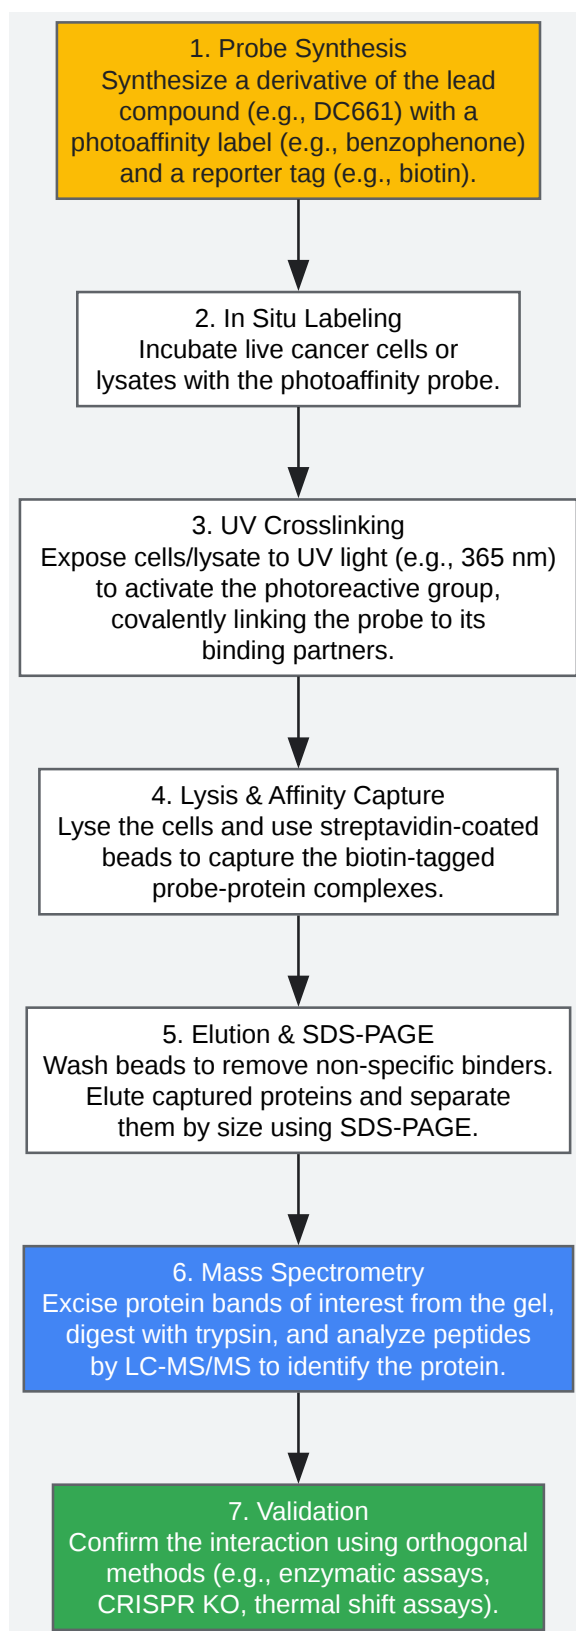 1. Probe Synthesis
Synthesize a derivative of the lead
compound (e.g., DC661) with a
photoaffinity label (e.g., benzophenone)
and a reporter tag (e.g., biotin).
2. In Situ Labeling
Incubate live cancer cells or
lysates with the photoaffinity probe.
3. UV Crosslinking
Expose cells/lysate to UV light (e.g., 365 nm)
to activate the photoreactive group,
covalently linking the probe to its
binding partners.
4. Lysis & Affinity Capture
Lyse the cells and use streptavidin-coated
beads to capture the biotin-tagged
probe-protein complexes.
5. Elution & SDS-PAGE
Wash beads to remove non-specific binders.
Elute captured proteins and separate
them by size using SDS-PAGE.
6. Mass Spectrometry
Excise protein bands of interest from the gel,
digest with trypsin, and analyze peptides
by LC-MS/MS to identify the protein.
7. Validation
Confirm the interaction using orthogonal
methods (e.g., enzymatic assays,
CRISPR KO, thermal shift assays).